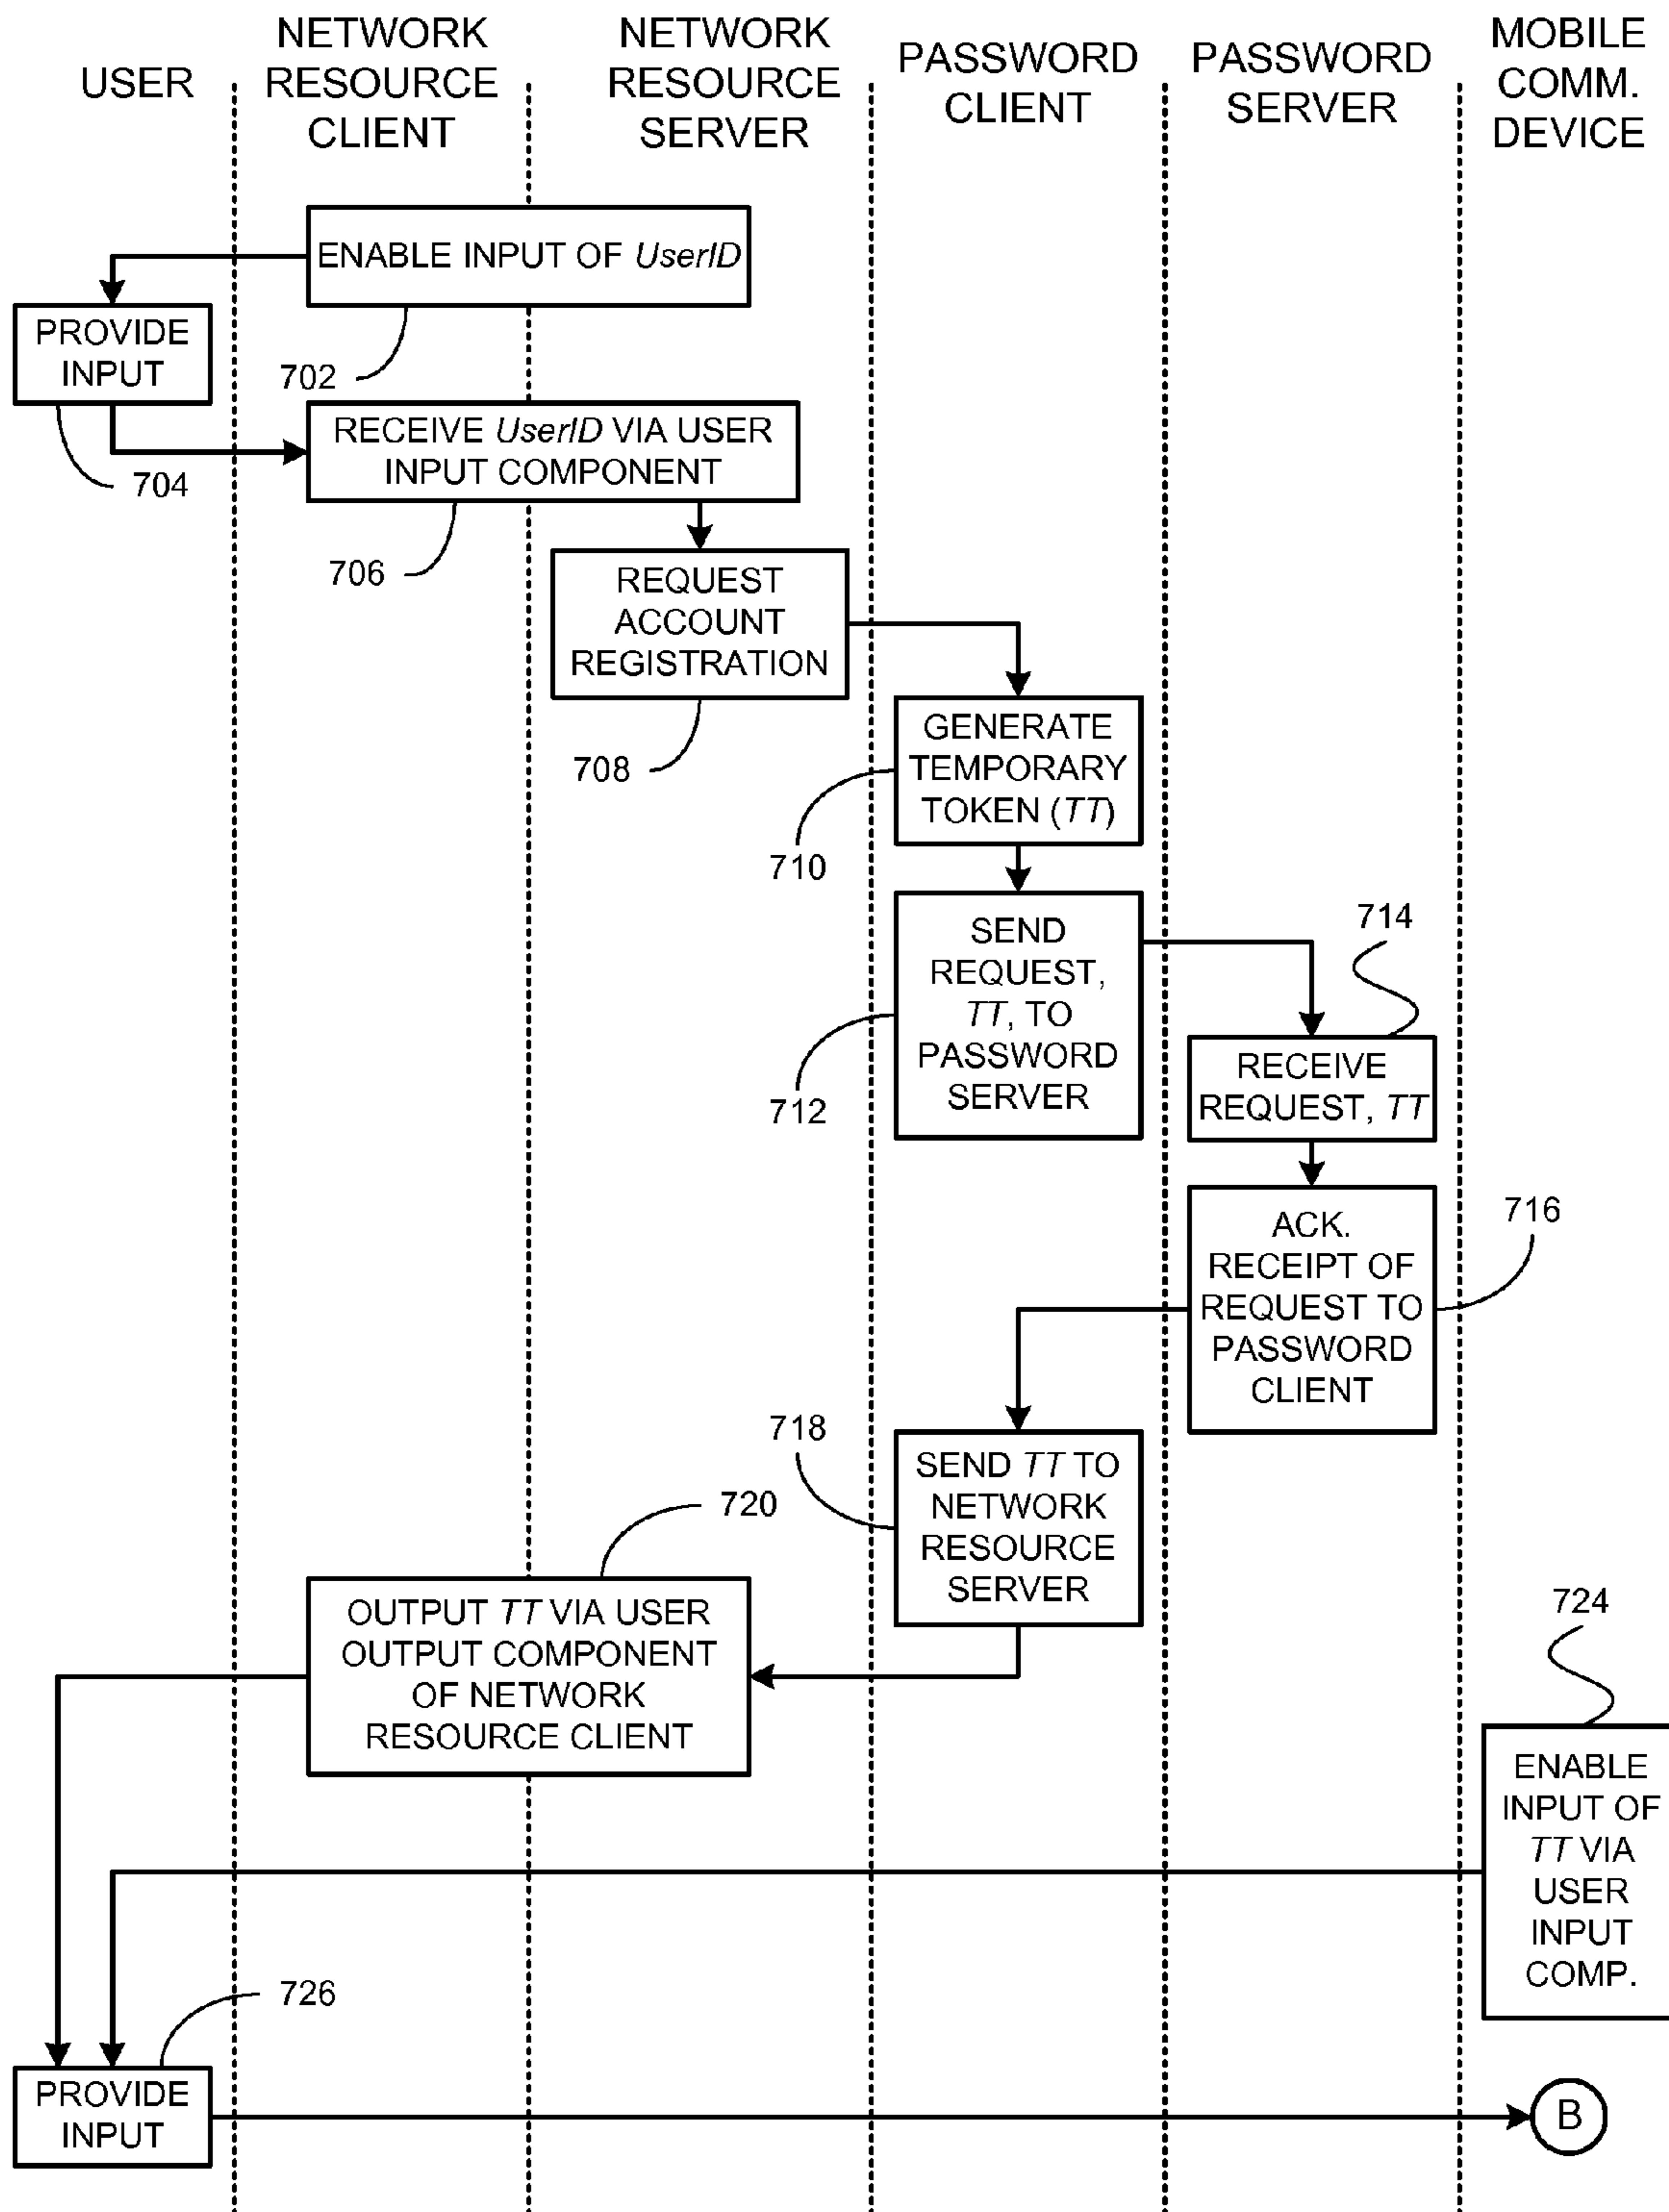 USER
NETWORK
RESOURCE
CLIENT
NETWORK
RESOURCE
SERVER
PASSWORD
CLIENT
PASSWORD
SERVER
MOBILE
COMM.
DEVICE
ENABLE INPUT OF UserID
702
PROVIDE
INPUT
704
RECEIVE UserID VIA USER
INPUT COMPONENT
706
REQUEST
ACCOUNT
REGISTRATION
708
GENERATE
TEMPORARY
TOKEN (TT)
710
SEND
REQUEST,
TT, TO
PASSWORD
SERVER
712
714
RECEIVE
REQUEST, TT
ACK.
RECEIPT OF
REQUEST TO
PASSWORD
CLIENT
716
718
SEND TT TO
NETWORK
RESOURCE
SERVER
720
OUTPUT TT VIA USER
OUTPUT COMPONENT
OF NETWORK
RESOURCE CLIENT
724
ENABLE
INPUT OF
TT VIA
USER
INPUT
COMP.
726
PROVIDE
INPUT
B